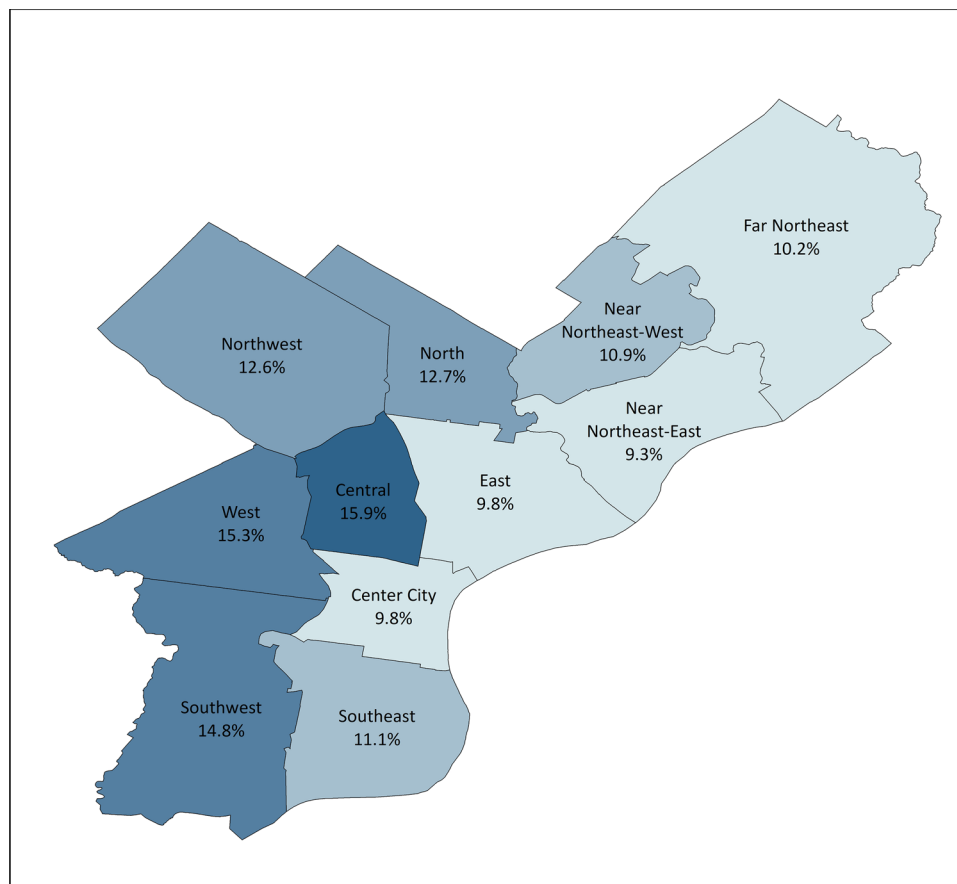 Far Northeast
10.2%
Near
Northeast-West
10.9%
Northwest
12.6%
North
12.7%
Near
Northeast-East
9.3%
East
9.8%
Central
15.9%
West
15.3%
Center City
9.8%
Southwest
14.8%
Southeast
11.1%